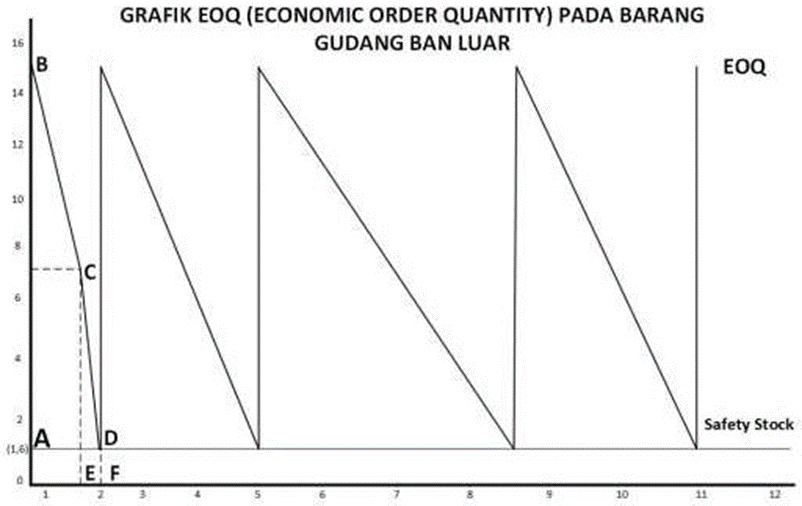 GRAFIK EOQ (ECONOMIC ORDER QUANTITY) PADA BARANG
GUDANG BAN LUAR
16
B
EOQ
14
12
10
8
C
6
4
2
Safety Stock
A
D
(1,6)
E F
0
1 2 3 4 5 6 7 8 9 10 11 12